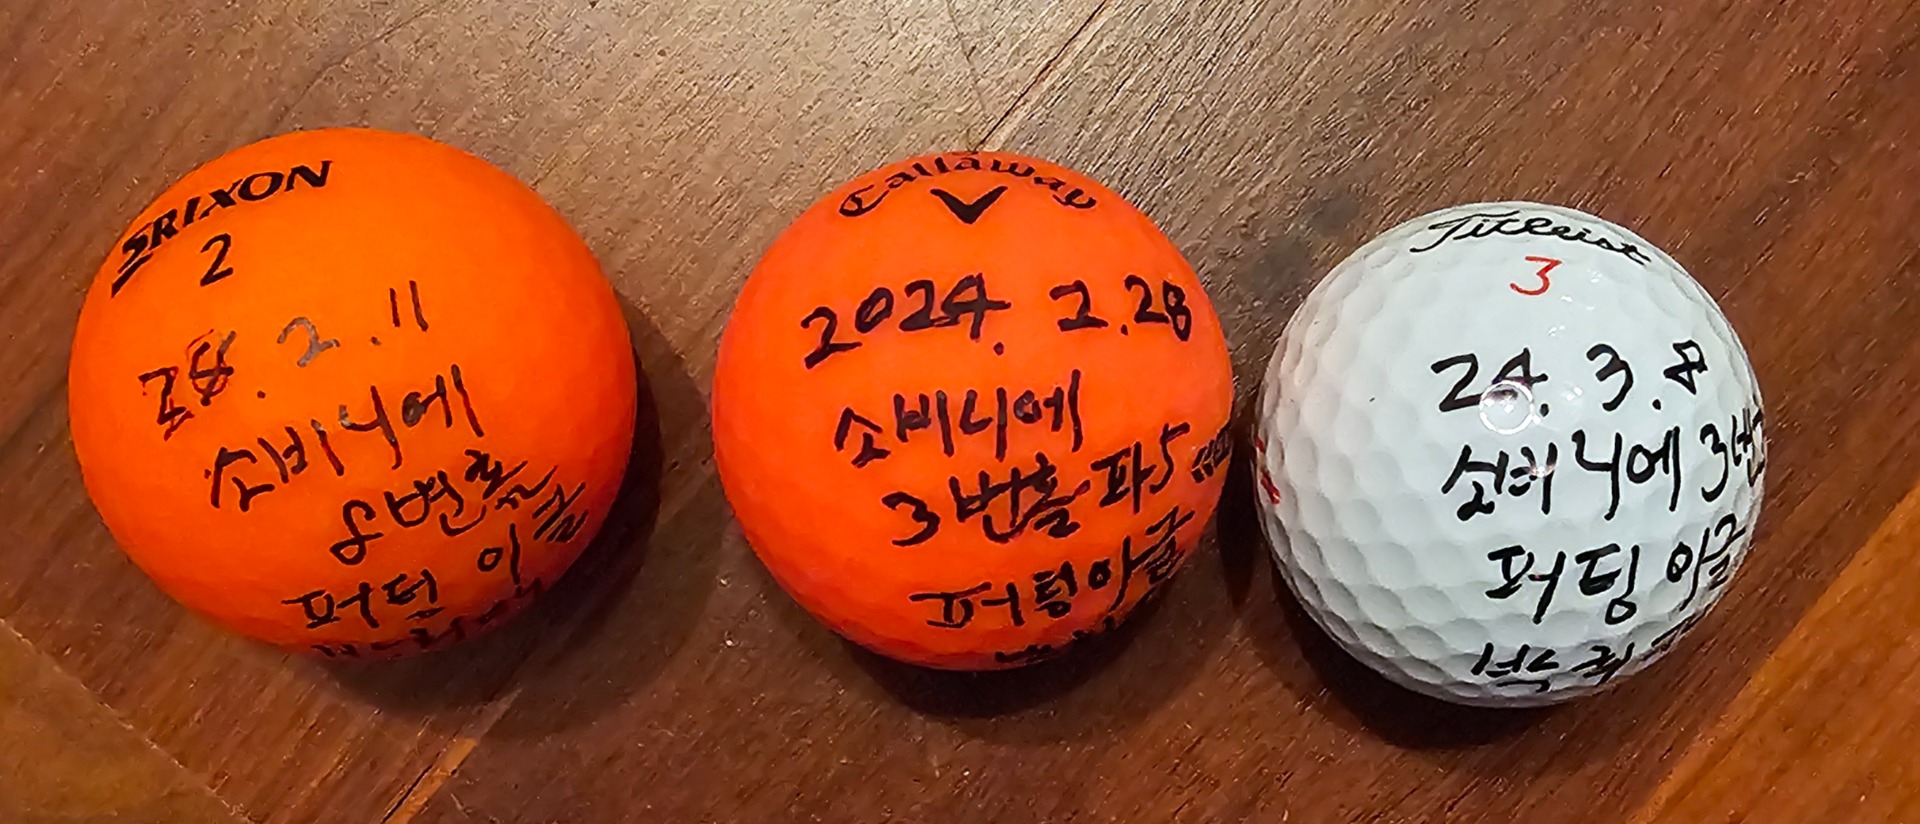 SRIXON
2
2. 11
소비니에
8번홀
퍼터 이글
Callaway
2024. 2. 28
소비니에
3번홀 파5
퍼팅이글
Titleist
3
24. 3. 8
소비니에 3번
퍼팅 이글